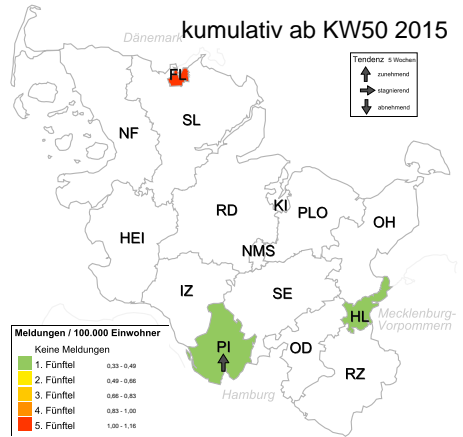 kumulativ ab KW50 2015
Dänemark
Tendenz 5 Wochen
zunehmend
stagnierend
abnehmend
FL
SL
NF
RD
KI
PLO
OH
HEI
NMS
IZ
SE
HL
Mecklenburg-
Vorpommern
PI
OD
RZ
Hamburg
Meldungen / 100.000 Einwohner
Keine Meldungen
1. Fünftel 0,33 - 0,49
2. Fünftel 0,49 - 0,66
3. Fünftel 0,66 - 0,83
4. Fünftel 0,83 - 1,00
5. Fünftel 1,00 - 1,16